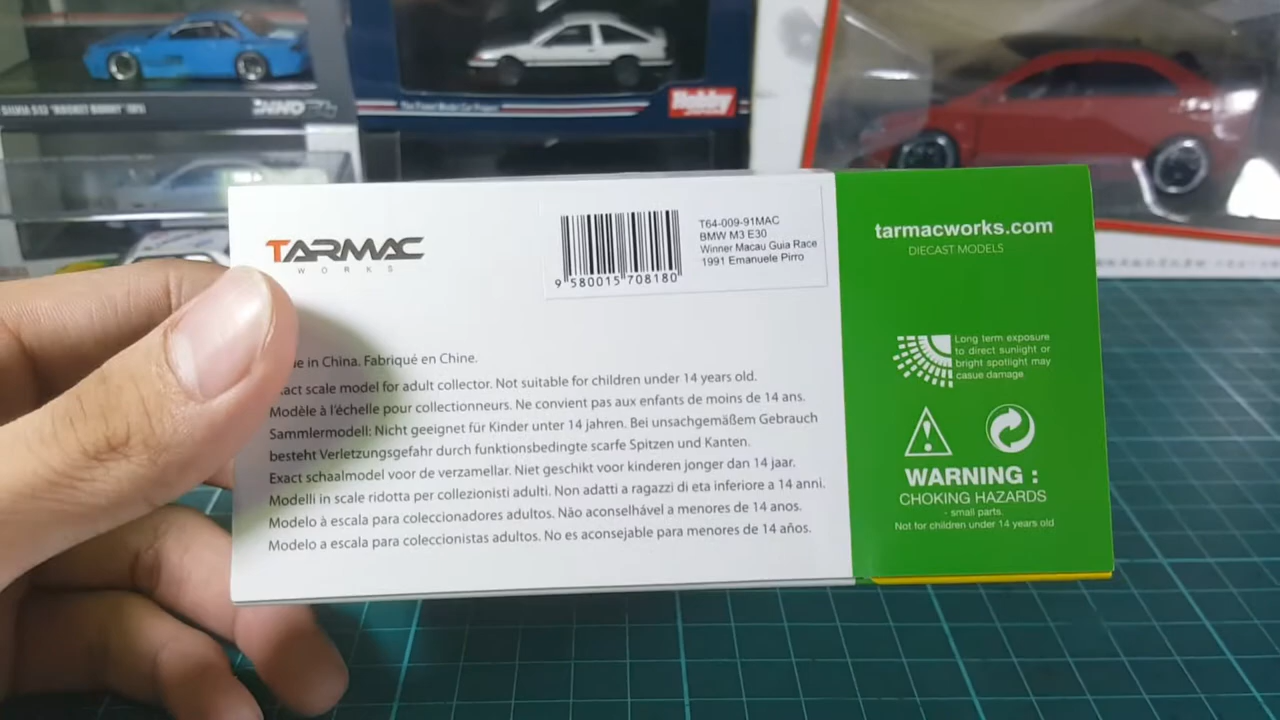 INNO64
The Finest Model Car Project
Hobby
TARMAC
WORKS
9 580015 708180
T64-009-91MAC
BMW M3 E30
Winner Macau Guia Race
1991 Emanuele Pirro
in China. Fabriqué en Chine.
scale model for adult collector. Not suitable for children under 14 years old.
Modèle à l'échelle pour collectionneurs. Ne convient pas aux enfants de moins de 14 ans.
Sammlermodell: Nicht geeignet für Kinder unter 14 jahren. Bei unsachgemäßem Gebrauch
besteht Verletzungsgefahr durch funktionsbedingte scarfe Spitzen und Kanten.
Exact schaalmodel voor de verzamellar. Niet geschikt voor kinderen jonger dan 14 jaar.
Modelli in scale ridotta per collezionisti adulti. Non adatti a ragazzi di eta inferiore a 14 anni.
Modelo à escala para coleccionadores adultos. Não aconselhável a menores de 14 anos.
Modelo a escala para coleccionistas adultos. No es aconsejable para menores de 14 años.
tarmacworks.com
DIECAST MODELS
Long term exposure
to direct sunlight or
bright spotlight may
casue damage
WARNING :
CHOKING HAZARDS
- small parts.
Not for children under 14 years old